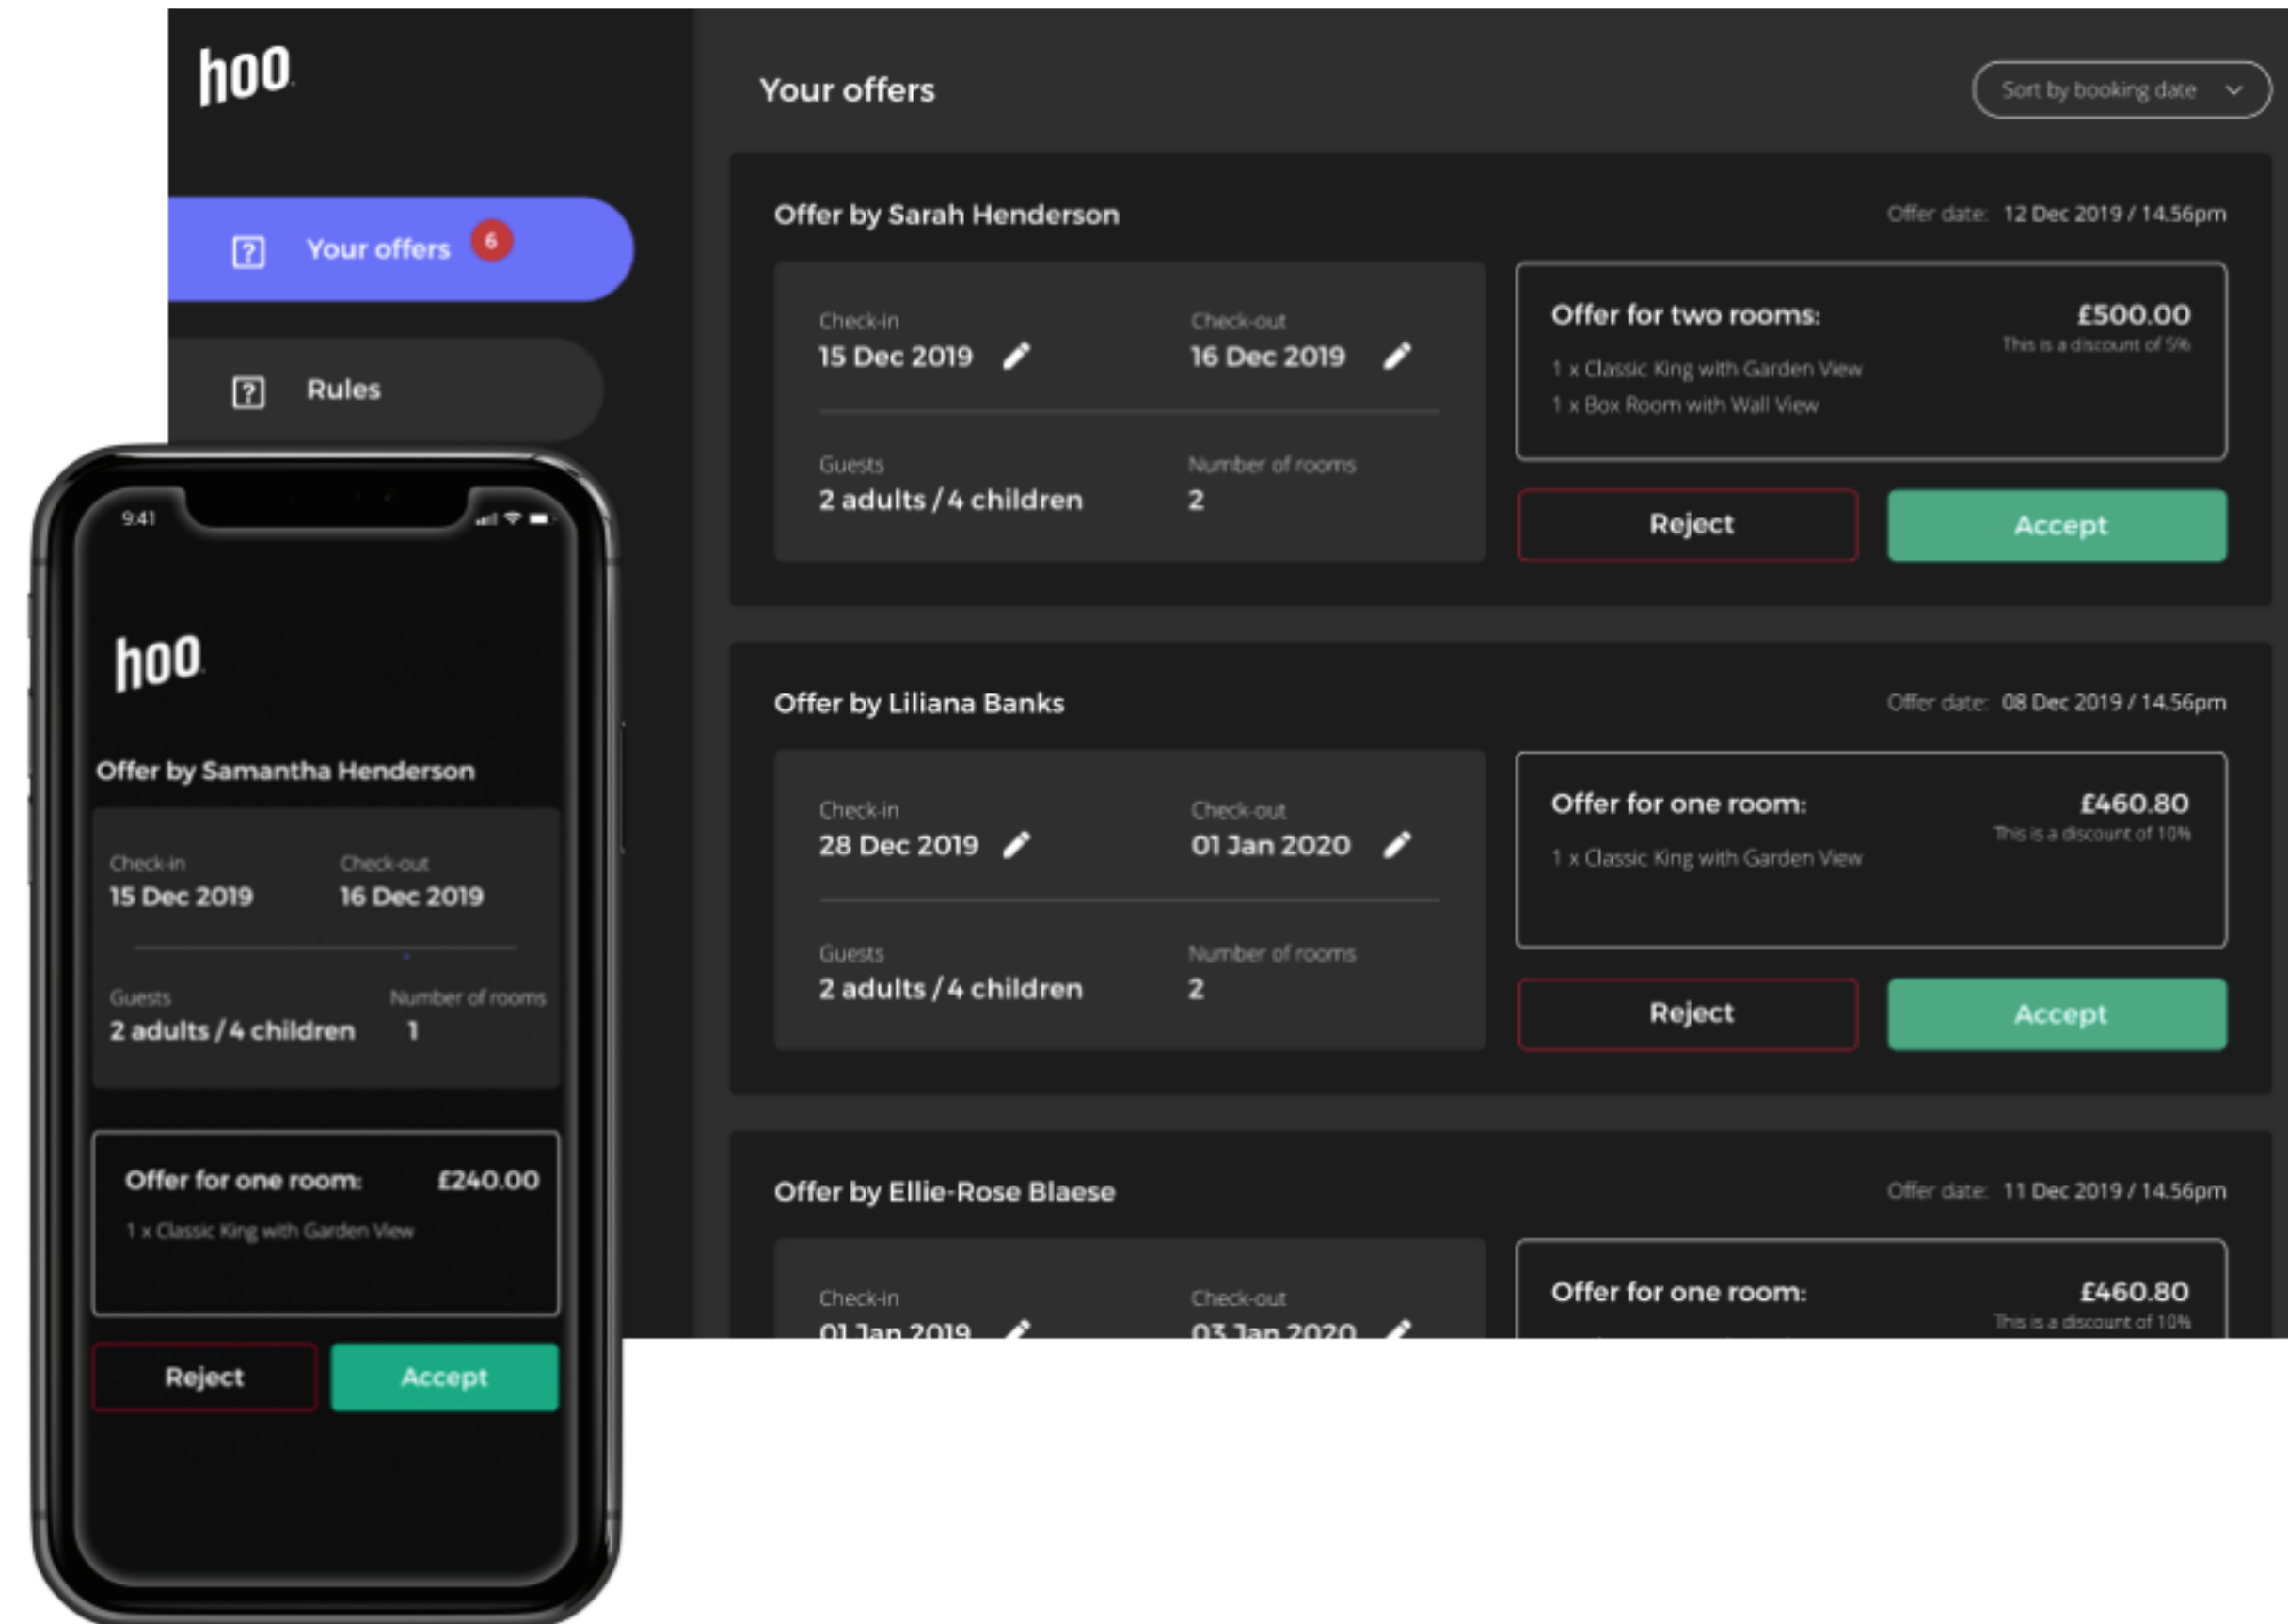 hoo.
Your offers 6
Rules
Your offers
Sort by booking date
Offer by Sarah Henderson
Offer date: 12 Dec 2019 / 14.56pm
Check-in
15 Dec 2019
Check-out
16 Dec 2019
Guests
2 adults / 4 children
Number of rooms
2
Offer for two rooms: £500.00
This is a discount of 5%
1 x Classic King with Garden View
1 x Box Room with Wall View
Reject
Accept
Offer by Liliana Banks
Offer date: 08 Dec 2019 / 14.56pm
Check-in
28 Dec 2019
Check-out
01 Jan 2020
Guests
2 adults / 4 children
Number of rooms
2
Offer for one room: £460.80
This is a discount of 10%
1 x Classic King with Garden View
Reject
Accept
Offer by Ellie-Rose Blaese
Offer date: 11 Dec 2019 / 14.56pm
Check-in
01 Jan 2019
Check-out
03 Jan 2020
Offer for one room: £460.80
This is a discount of 10%
9:41
hoo.
Offer by Samantha Henderson
Check-in
15 Dec 2019
Check-out
16 Dec 2019
Guests
2 adults / 4 children
Number of rooms
1
Offer for one room: £240.00
1 x Classic King with Garden View
Reject
Accept